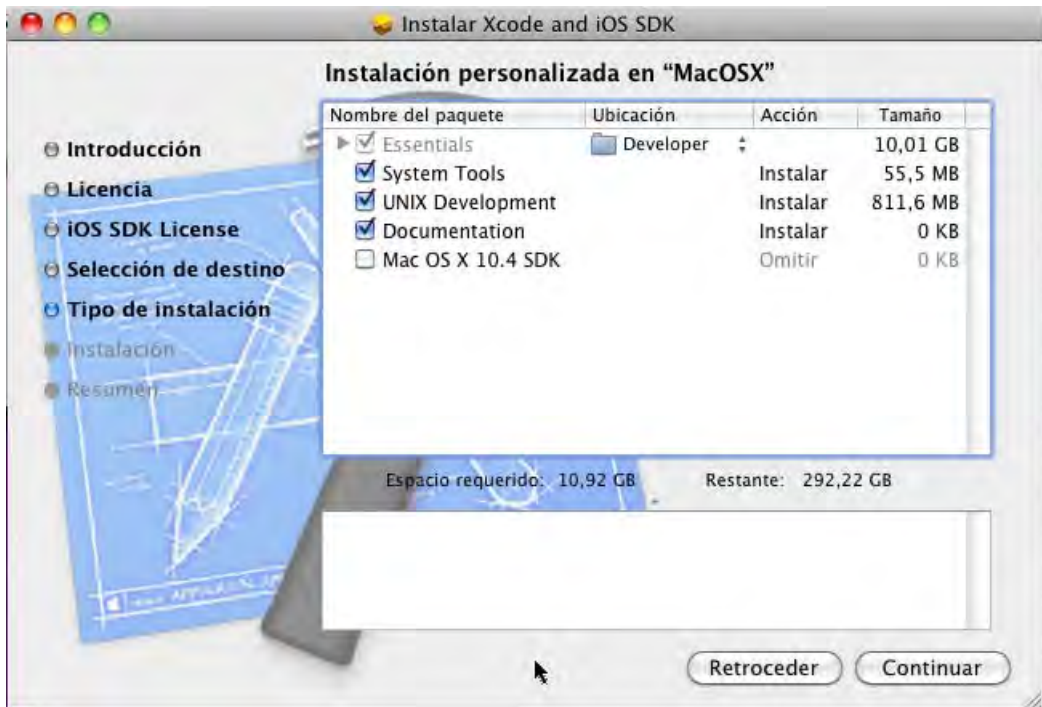 Instalar Xcode and iOS SDK
Instalación personalizada en “MacOSX”
Introducción
Licencia
iOS SDK License
Selección de destino
Tipo de instalación
Instalación
Resumen
Nombre del paquete Ubicación Acción Tamaño
Essentials Developer 10,01 GB
System Tools Instalar 55,5 MB
UNIX Development Instalar 811,6 MB
Documentation Instalar 0 KB
Mac OS X 10.4 SDK Omitir 0 KB
Espacio requerido: 10,92 GB Restante: 292,22 GB
Retroceder Continuar